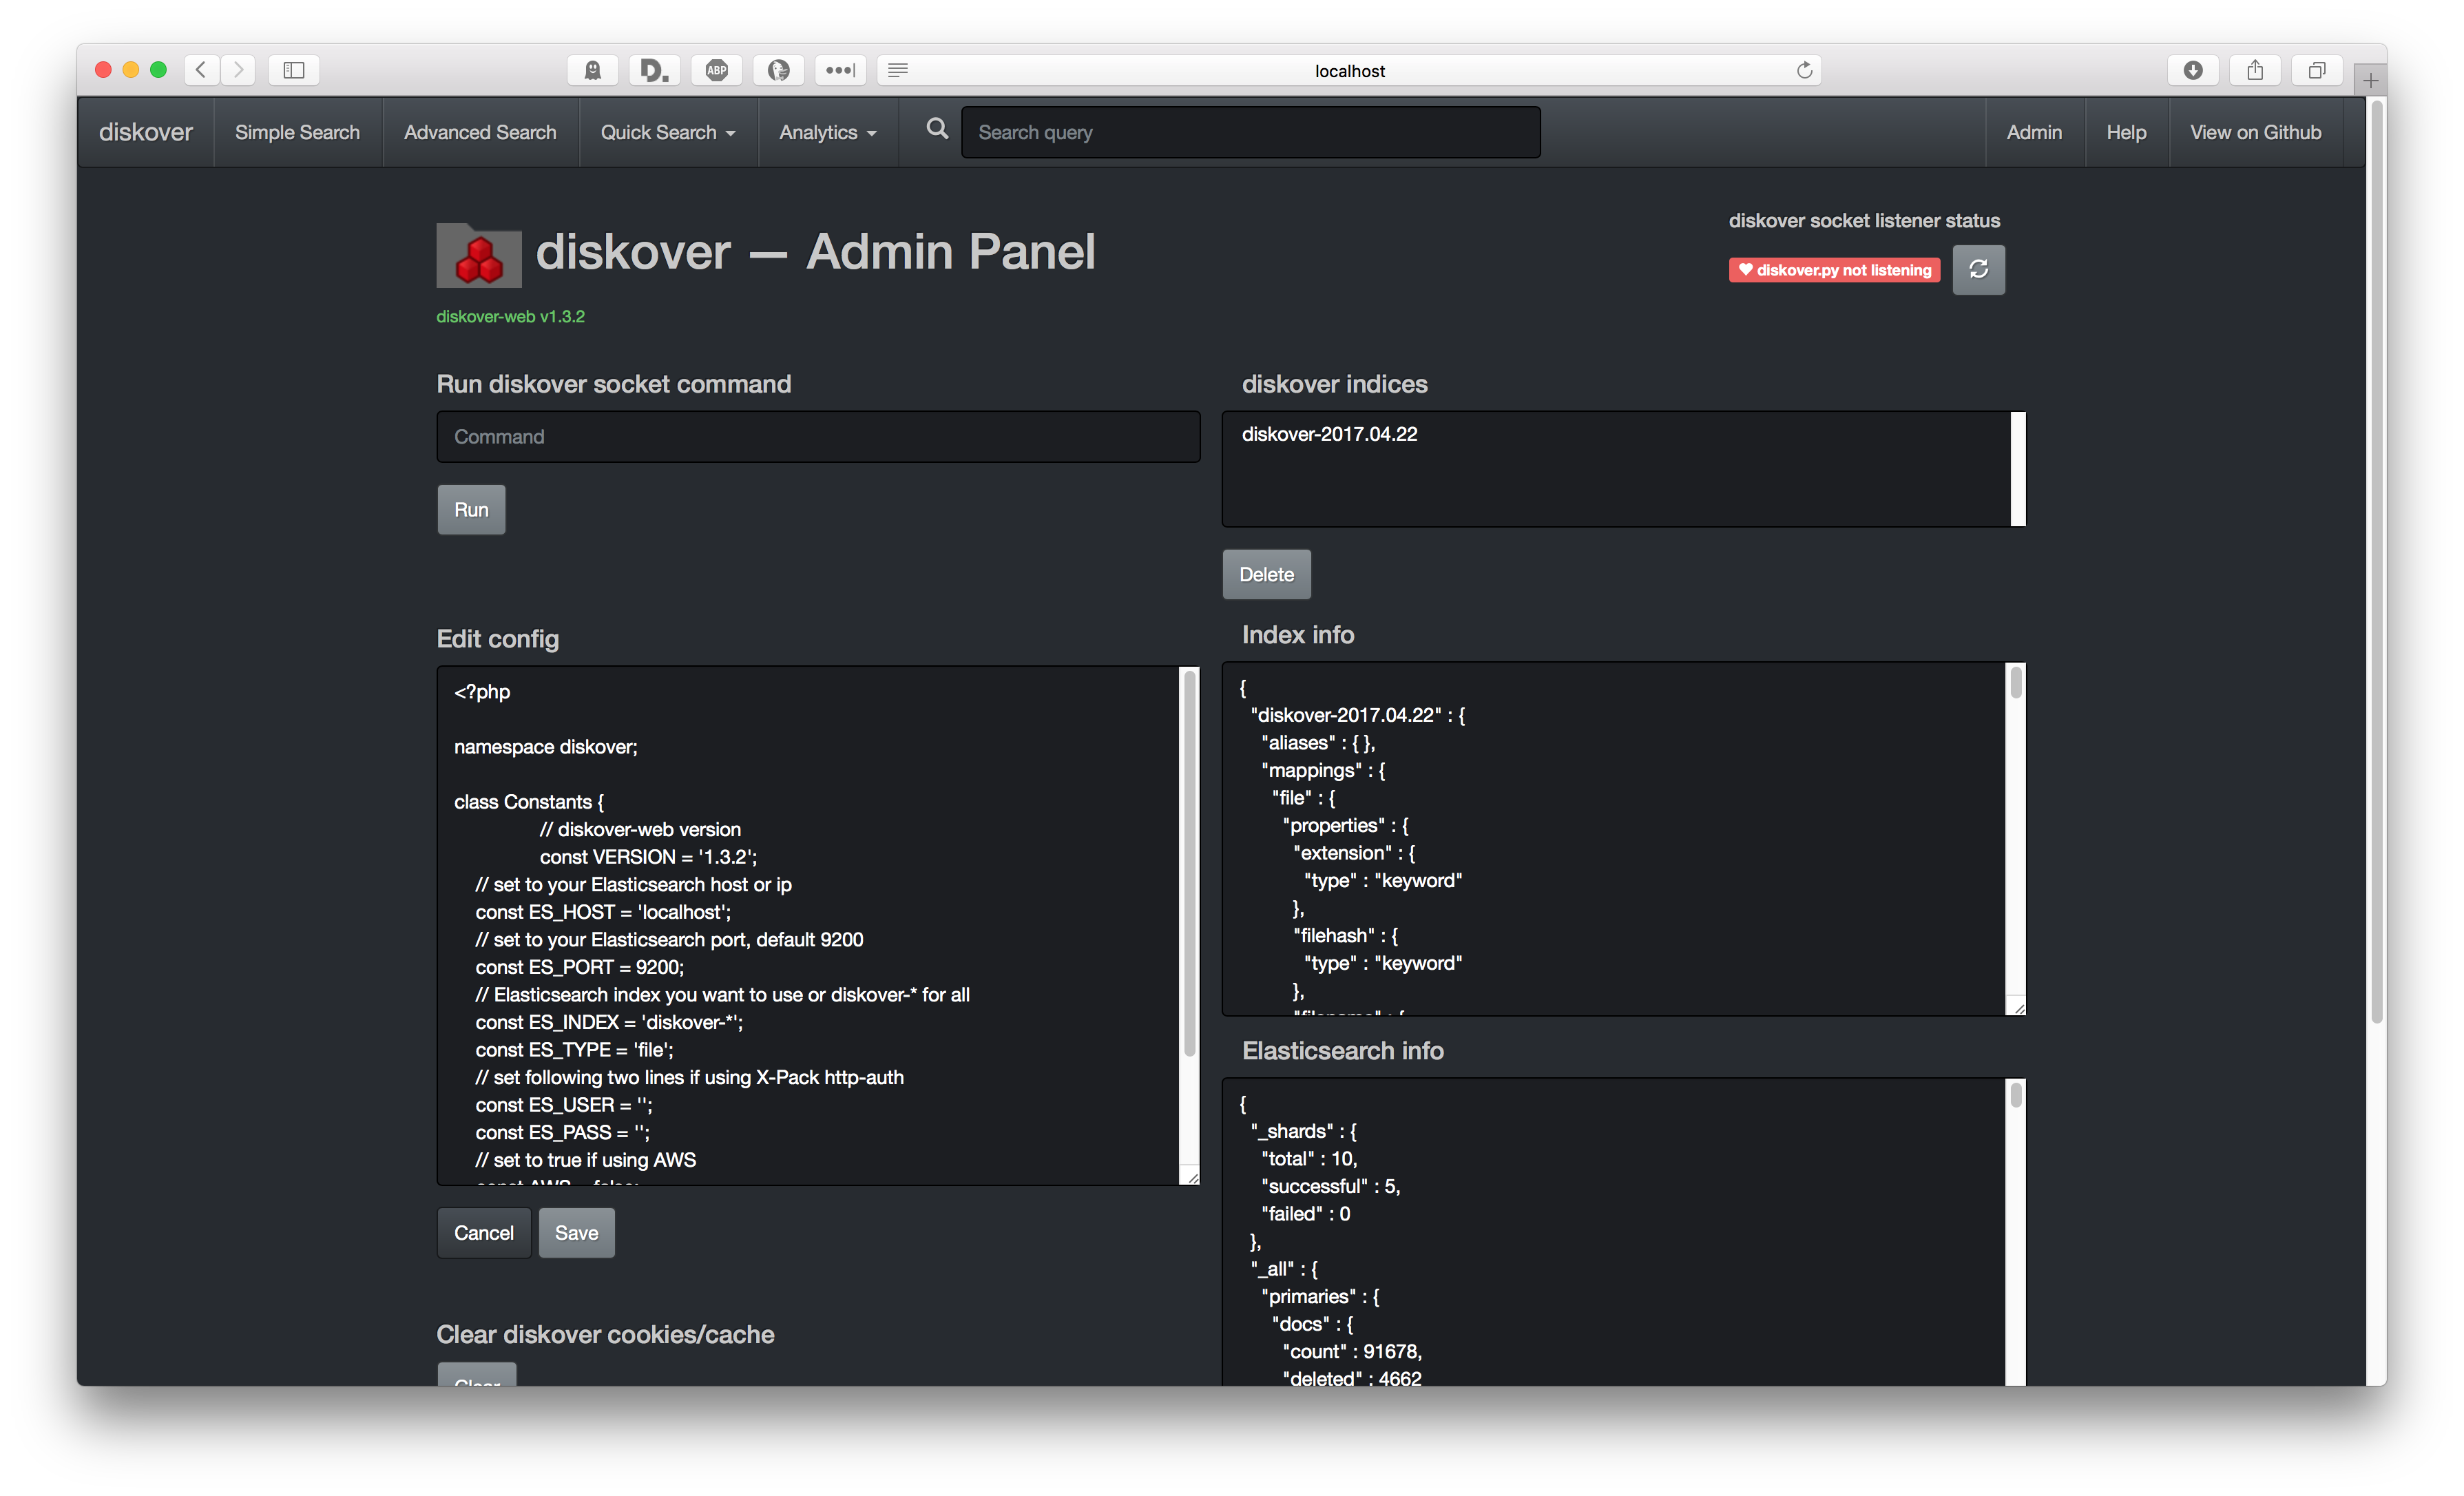 D.
ABP
localhost
diskover
Simple Search
Advanced Search
Quick Search
Analytics
Search query
Admin
Help
View on Github
diskover — Admin Panel
diskover-web v1.3.2
diskover socket listener status
diskover.py not listening
Run diskover socket command
Command
Run
diskover indices
diskover-2017.04.22
Delete
Edit config
<?php
namespace diskover;
class Constants {
// diskover-web version
const VERSION = '1.3.2';
// set to your Elasticsearch host or ip
const ES_HOST = 'localhost';
// set to your Elasticsearch port, default 9200
const ES_PORT = 9200;
// Elasticsearch index you want to use or diskover-* for all
const ES_INDEX = 'diskover-*';
const ES_TYPE = 'file';
// set following two lines if using X-Pack http-auth
const ES_USER = '';
const ES_PASS = '';
// set to true if using AWS
const AWS = false;
Cancel
Save
Clear diskover cookies/cache
Clear
Index info
{
"diskover-2017.04.22" : {
"aliases" : { },
"mappings" : {
"file" : {
"properties" : {
"extension" : {
"type" : "keyword"
},
"filehash" : {
"type" : "keyword"
},
"filename" : {
Elasticsearch info
{
"_shards" : {
"total" : 10,
"successful" : 5,
"failed" : 0
},
"_all" : {
"primaries" : {
"docs" : {
"count" : 91678,
"deleted" : 4662